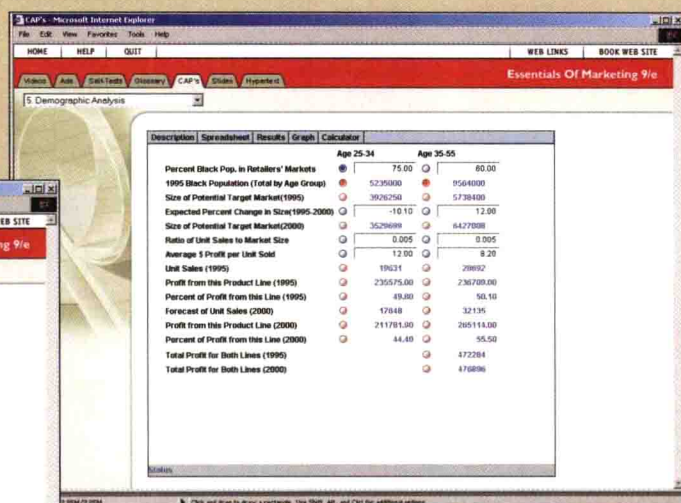 CAP's - Microsoft Internet Explorer
File Edit View Favorites Tools Help
HOME HELP QUIT WEB LINKS BOOK WEB SITE
Videos Ads Self-Tests Glossary CAP's Slides Hypertext Essentials Of Marketing 9/e
5. Demographic Analysis
Description Spreadsheet Results Graph Calculator
Age 25-34 Age 35-55
Percent Black Pop. in Retailers' Markets 75.00 60.00
1995 Black Population (Total by Age Group) 5235000 9564000
Size of Potential Target Market(1995) 3926250 5738400
Expected Percent Change in Size(1995-2000) -10.10 12.00
Size of Potential Target Market(2000) 3529699 6427008
Ratio of Unit Sales to Market Size 0.005 0.005
Average $ Profit per Unit Sold 12.00 8.20
Unit Sales (1995) 19631 28692
Profit from this Product Line (1995) 235575.00 236709.00
Percent of Profit from this Line (1995) 49.80 50.10
Forecast of Unit Sales (2000) 17648 32135
Profit from this Product Line (2000) 211781.90 265114.00
Percent of Profit from this Line (2000) 44.40 55.50
Total Profit for Both Lines (1995) 472284
Total Profit for Both Lines (2000) 476896
Status
EB SITE
ng 9/e